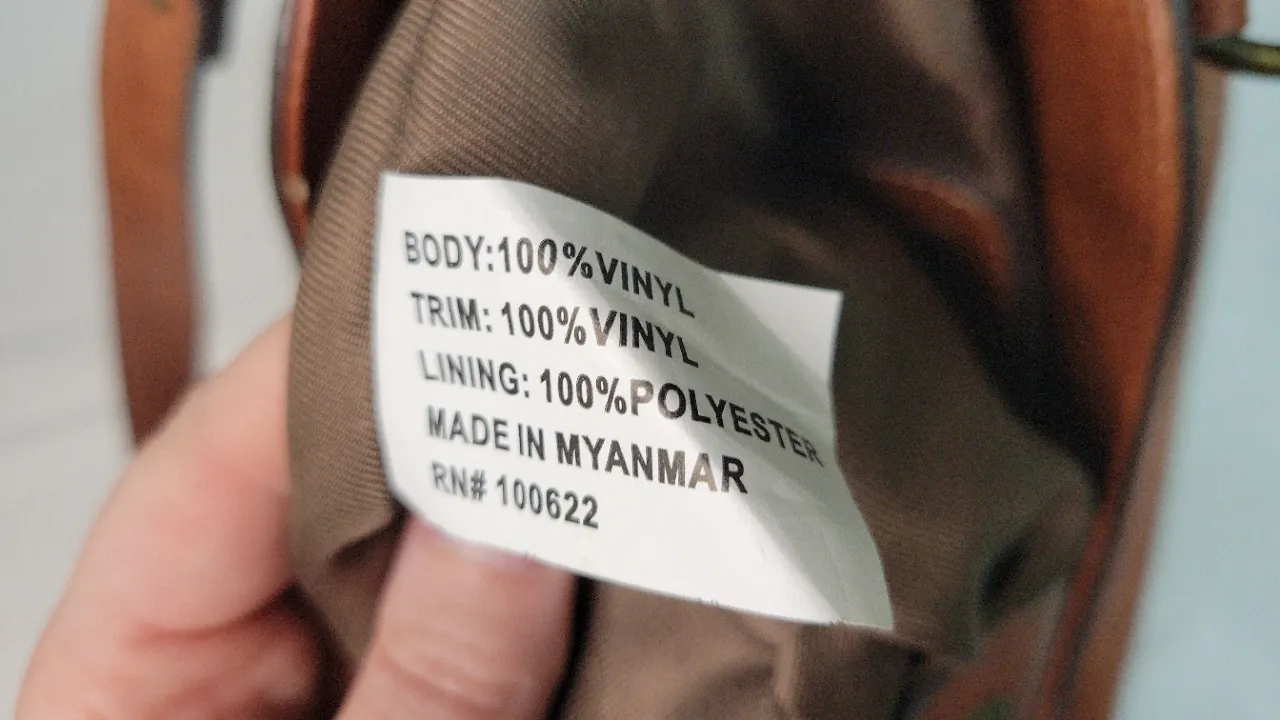 BODY:100%VINYL
TRIM: 100%VINYL
LINING: 100%POLYESTER
MADE IN MYANMAR
RN# 100622